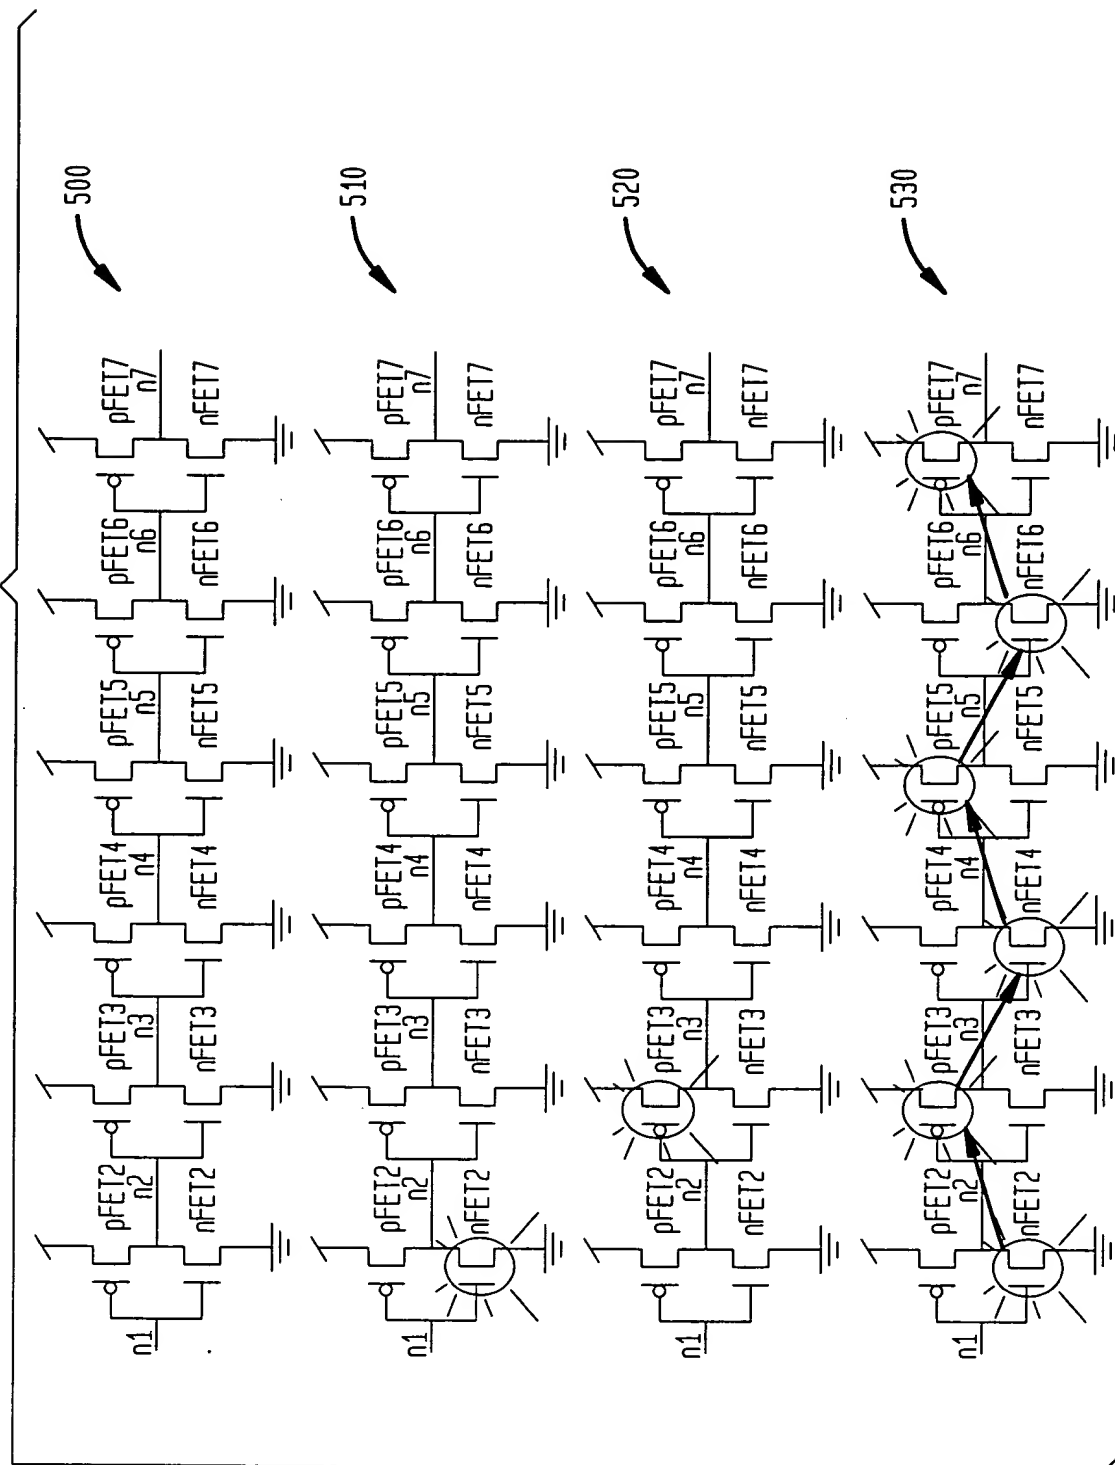 500
pFET2 pFET3 pFET4 pFET5 pFET6 pFET7
n1 n2 n3 n4 n5 n6 n7
nFET2 nFET3 nFET4 nFET5 nFET6 nFET7
510
pFET2 pFET3 pFET4 pFET5 pFET6 pFET7
n1 n2 n3 n4 n5 n6 n7
nFET2 nFET3 nFET4 nFET5 nFET6 nFET7
520
pFET2 pFET3 pFET4 pFET5 pFET6 pFET7
n1 n2 n3 n4 n5 n6 n7
nFET2 nFET3 nFET4 nFET5 nFET6 nFET7
530
pFET2 pFET3 pFET4 pFET5 pFET6 pFET7
n1 n2 n3 n4 n5 n6 n7
nFET2 nFET3 nFET4 nFET5 nFET6 nFET7